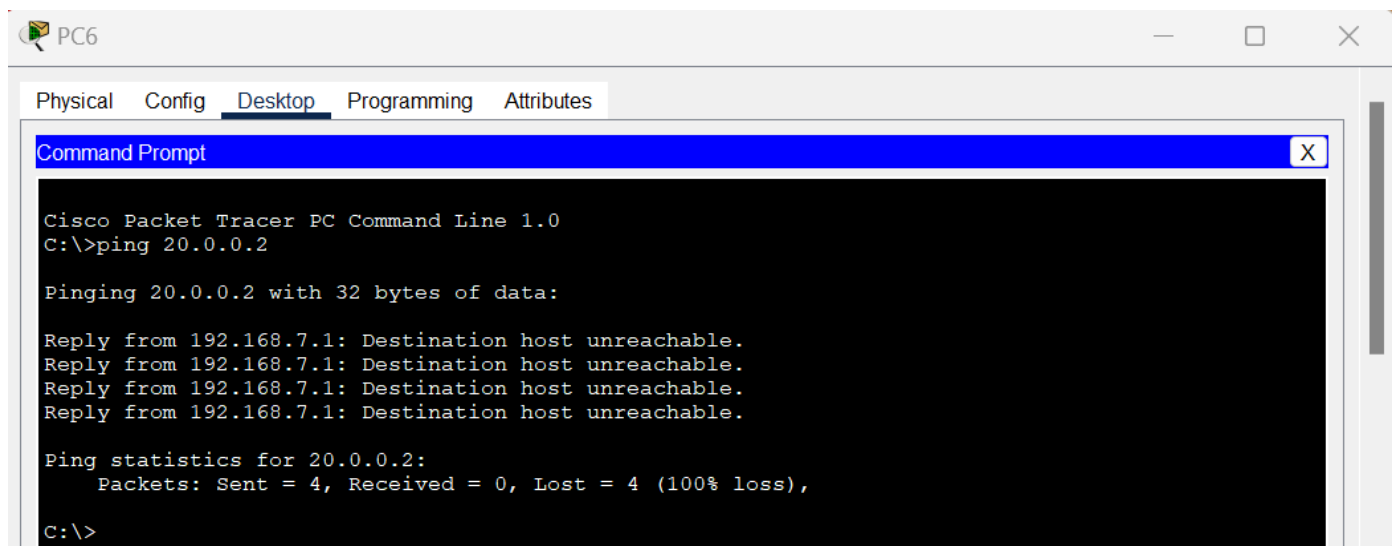 PC6
Physical Config Desktop Programming Attributes
Command Prompt
X
Cisco Packet Tracer PC Command Line 1.0
C:\>ping 20.0.0.2
Pinging 20.0.0.2 with 32 bytes of data:
Reply from 192.168.7.1: Destination host unreachable.
Reply from 192.168.7.1: Destination host unreachable.
Reply from 192.168.7.1: Destination host unreachable.
Reply from 192.168.7.1: Destination host unreachable.
Ping statistics for 20.0.0.2:
Packets: Sent = 4, Received = 0, Lost = 4 (100% loss),
C:\>